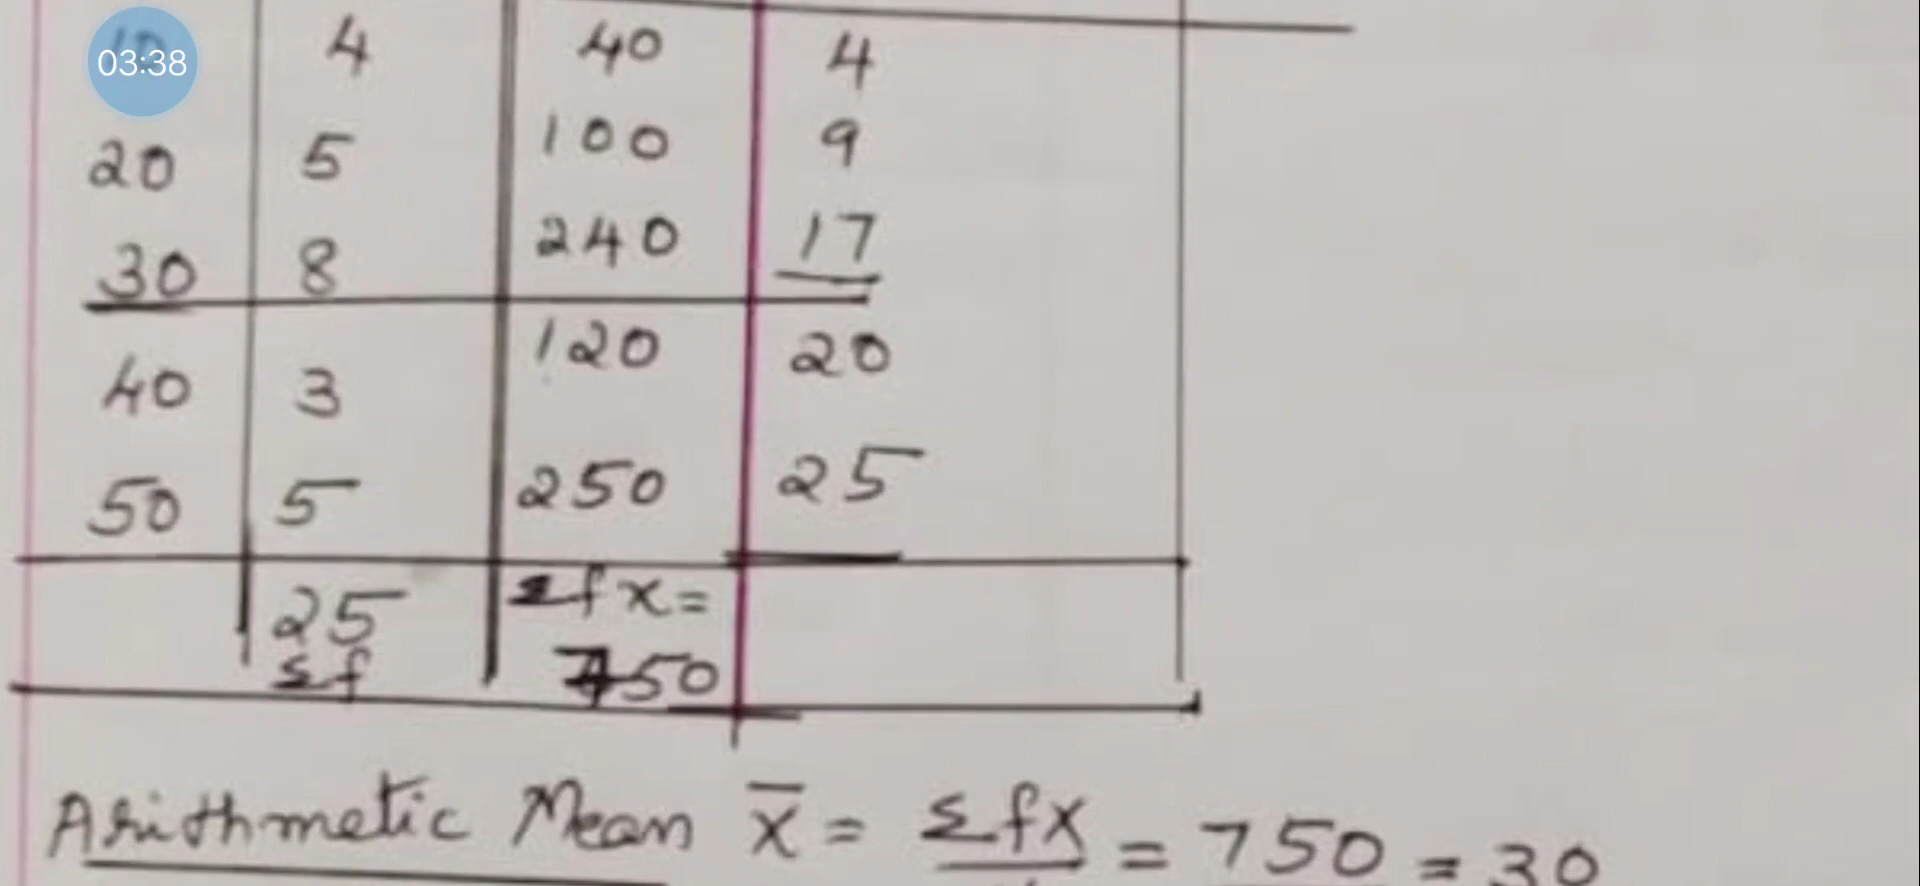 03:38
10 4 40 4
20 5 100 9
30 8 240 17
40 3 120 20
50 5 250 25
25 Σfx =
Σf 750
Arithmetic Mean x̄ = Σfx = 750 = 30